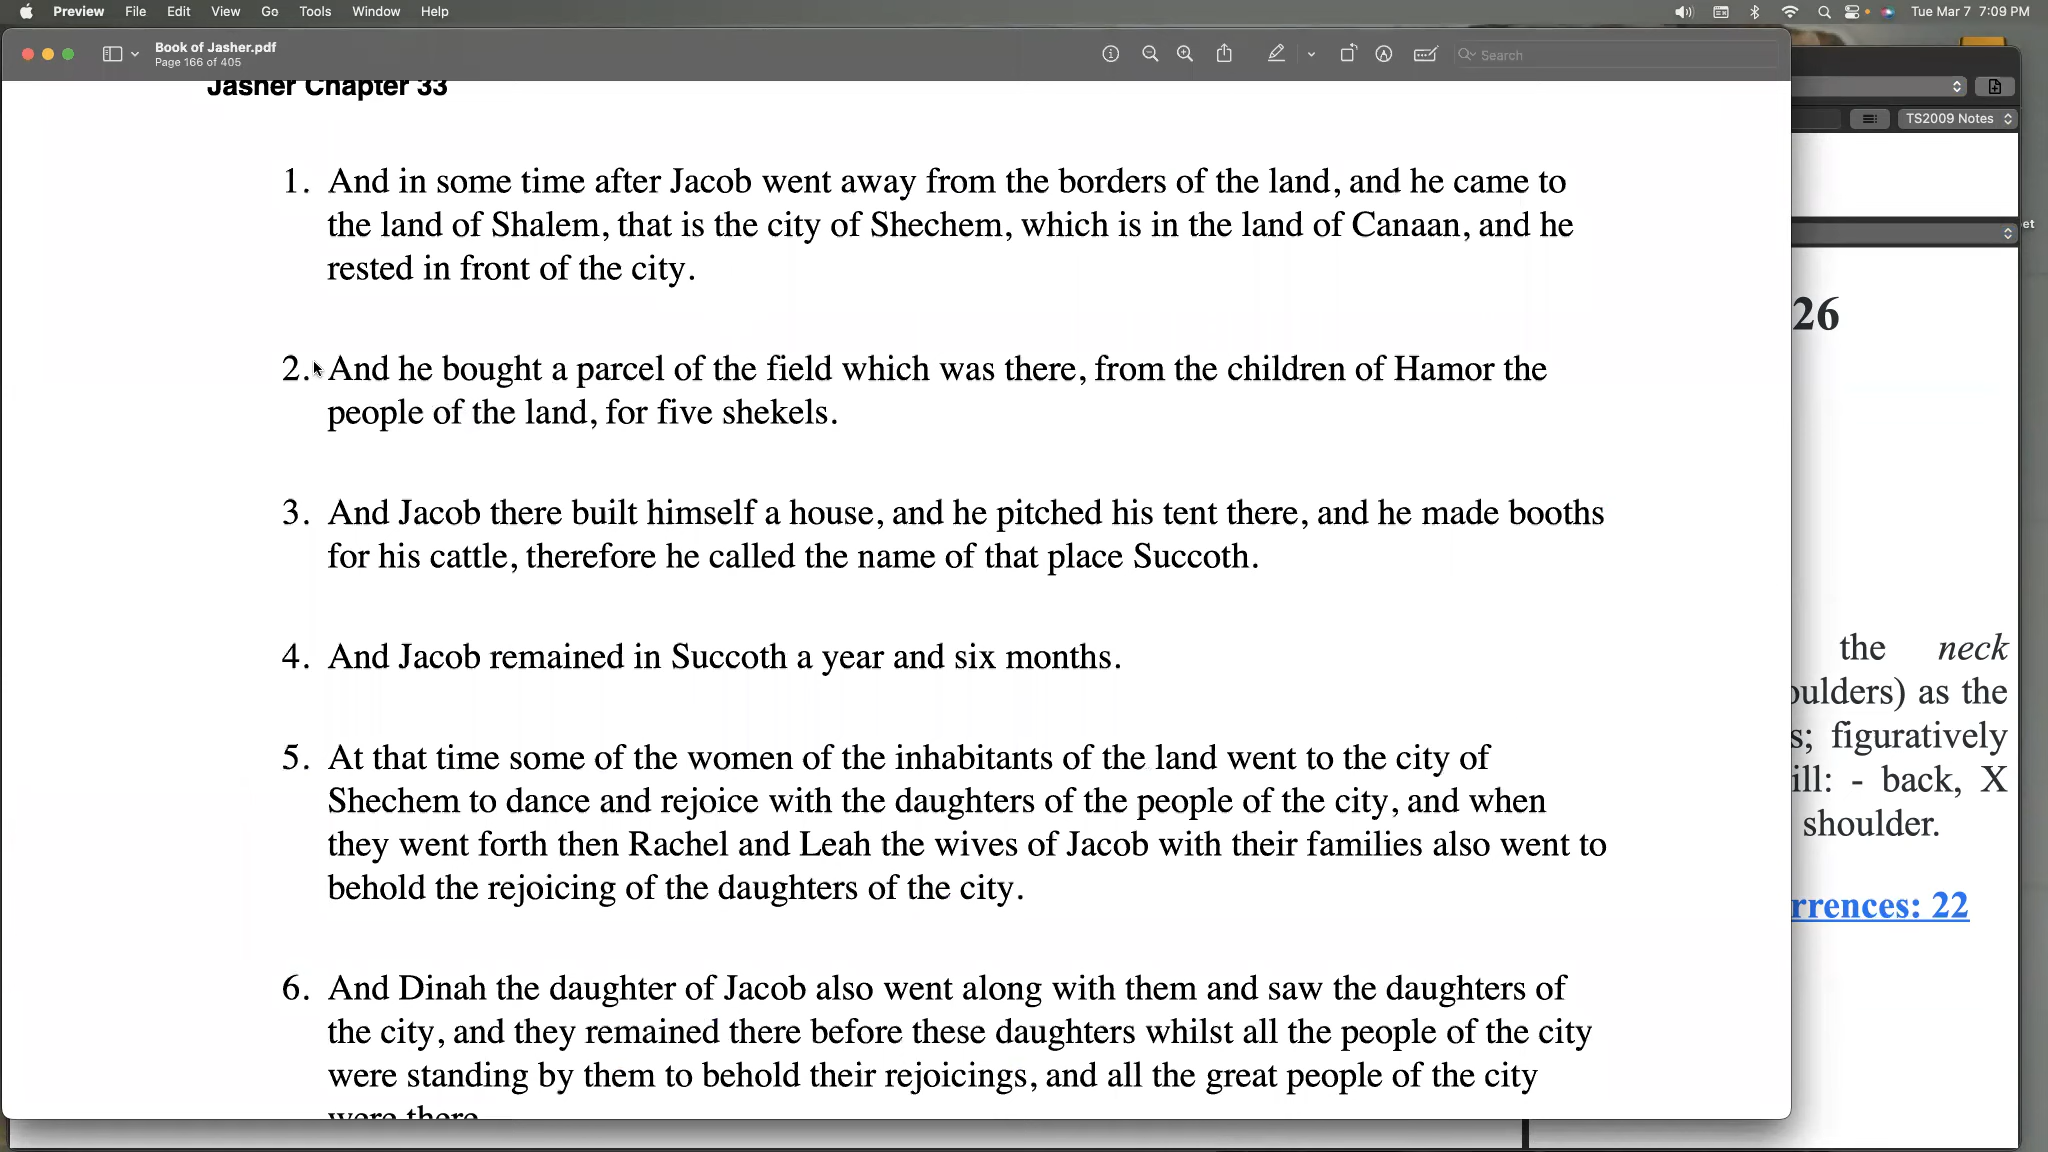 Preview File Edit View Go Tools Window Help
Tue Mar 7 7:09 PM
Book of Jasher.pdf
Page 166 of 405
Search
TS2009 Notes
Jasher Chapter 33
1. And in some time after Jacob went away from the borders of the land, and he came to
the land of Shalem, that is the city of Shechem, which is in the land of Canaan, and he
rested in front of the city.
2. And he bought a parcel of the field which was there, from the children of Hamor the
people of the land, for five shekels.
3. And Jacob there built himself a house, and he pitched his tent there, and he made booths
for his cattle, therefore he called the name of that place Succoth.
4. And Jacob remained in Succoth a year and six months.
5. At that time some of the women of the inhabitants of the land went to the city of
Shechem to dance and rejoice with the daughters of the people of the city, and when
they went forth then Rachel and Leah the wives of Jacob with their families also went to
behold the rejoicing of the daughters of the city.
6. And Dinah the daughter of Jacob also went along with them and saw the daughters of
the city, and they remained there before these daughters whilst all the people of the city
were standing by them to behold their rejoicings, and all the great people of the city
were there
et
26
the neck
oulders) as the
s; figuratively
ill: - back, X
shoulder.
rrences: 22